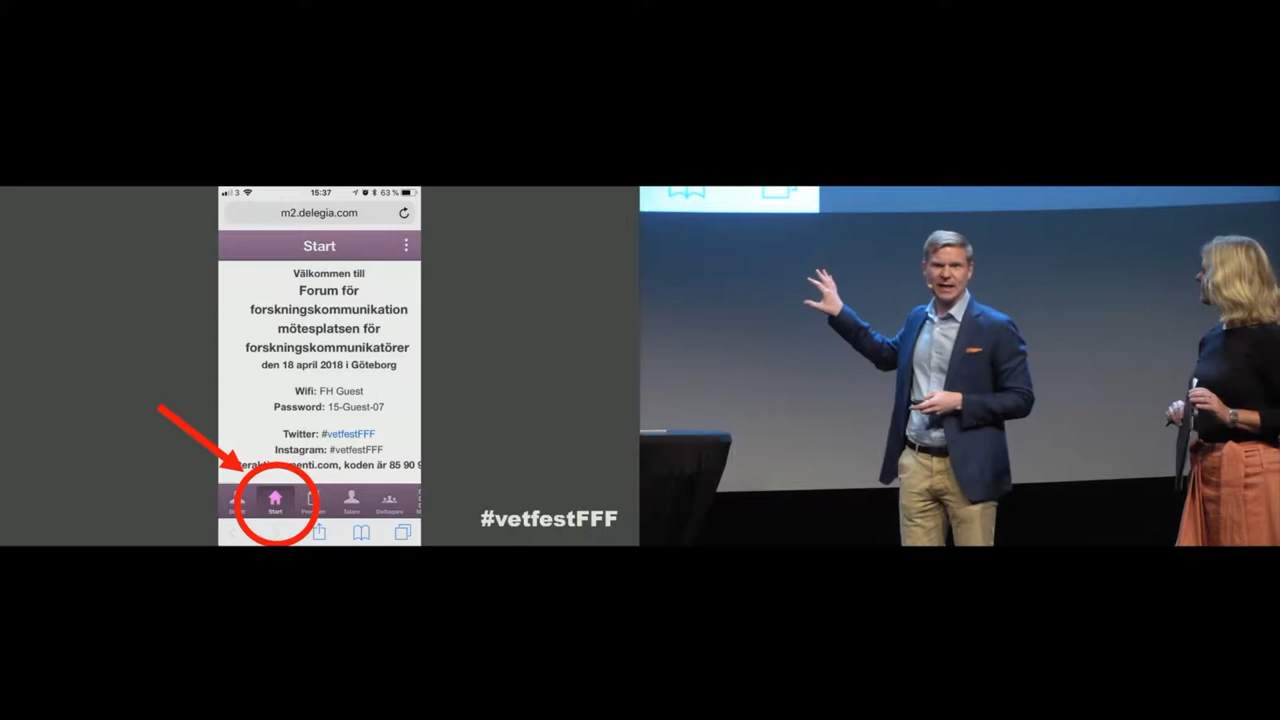 3 15:37 63 %
m2.delegia.com
Start
Välkommen till
Forum för
forskningskommunikation
mötesplatsen för
forskningskommunikatörer
den 18 april 2018 i Göteborg
Wifi: FH Guest
Password: 15-Guest-07
Twitter: #vetfestFFF
Instagram: #vetfestFFF
koden är 85 90 9
Start Talare Deltagare
#vetfestFFF